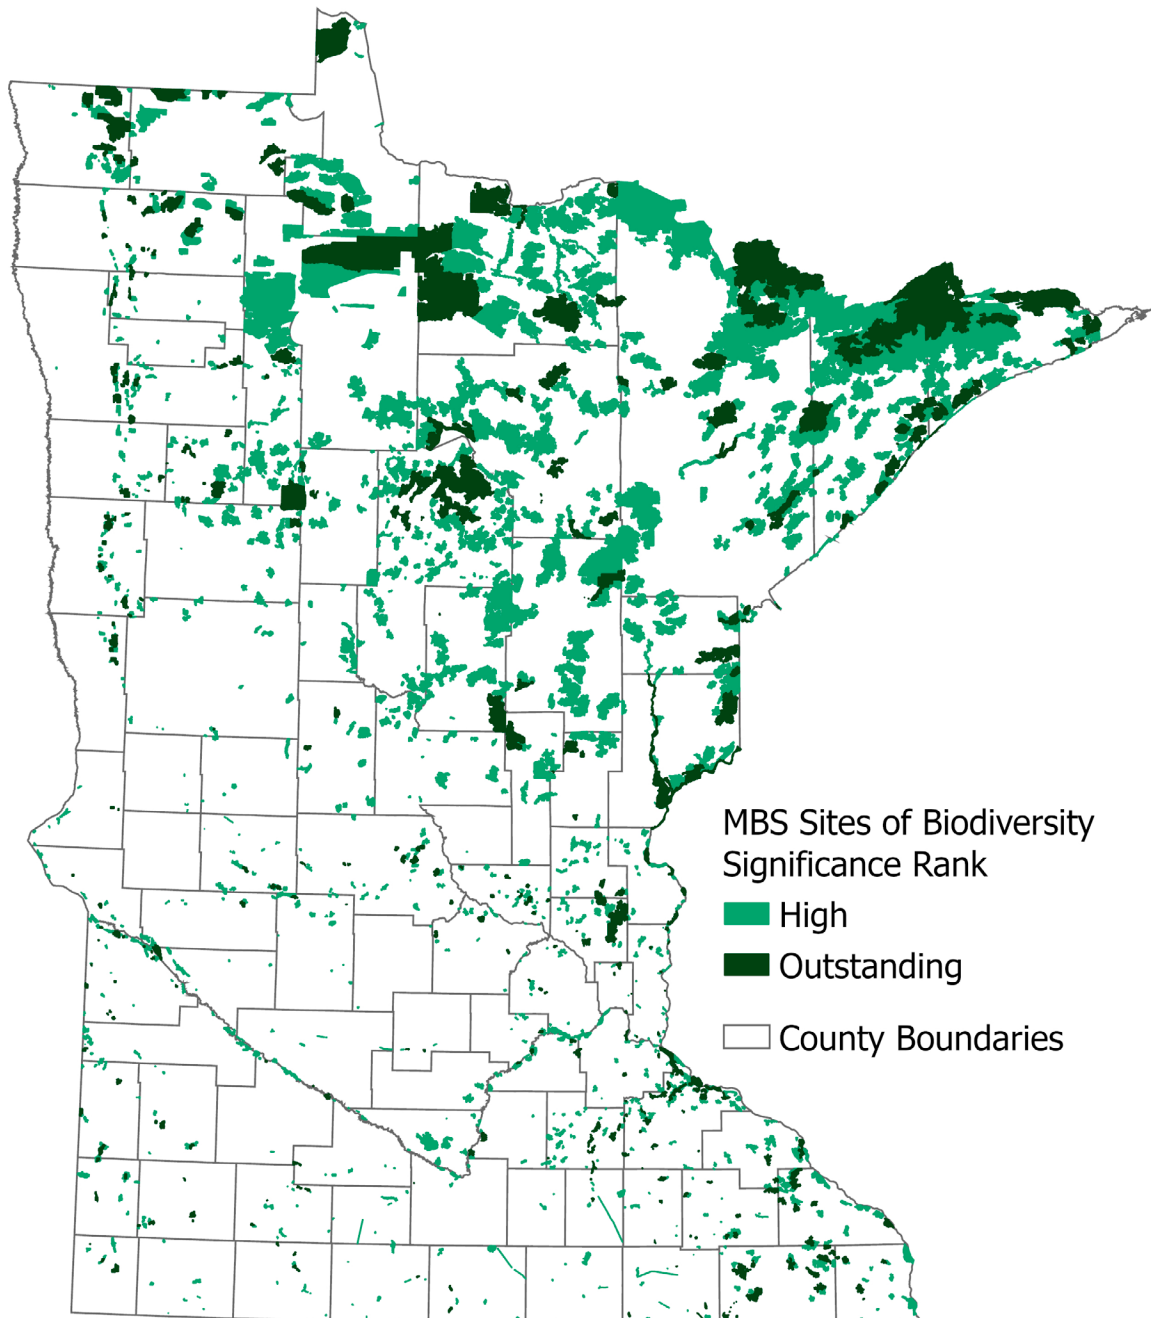 MBS Sites of Biodiversity
Significance Rank
High
Outstanding
County Boundaries